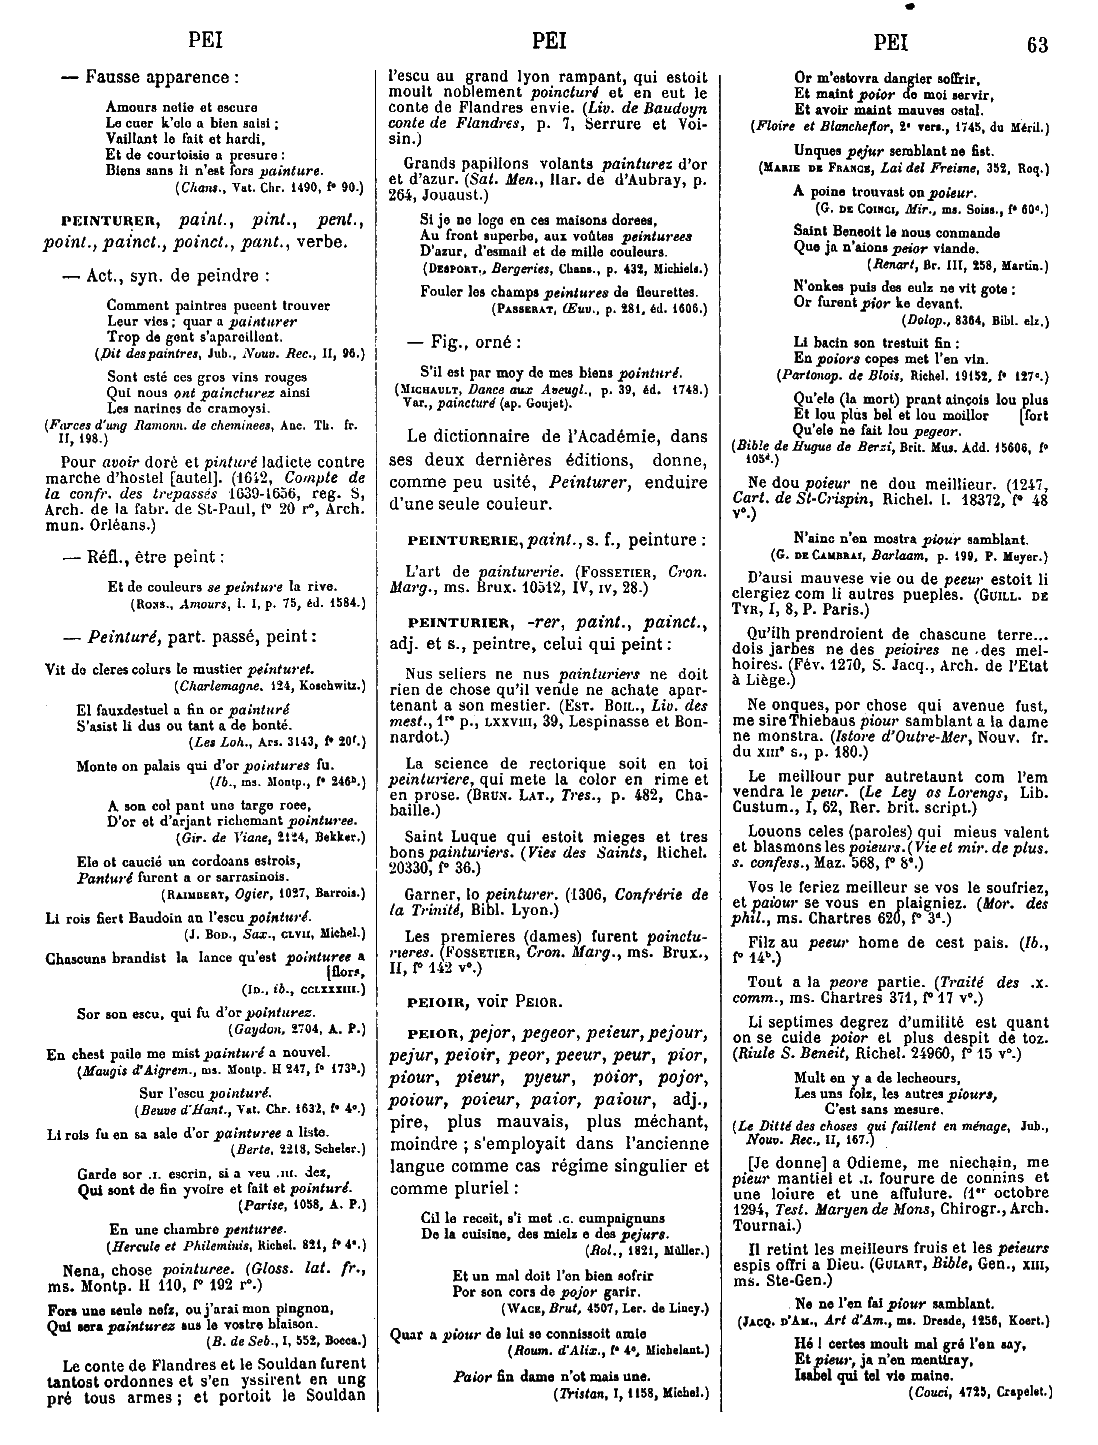 PEI
PEI
PEI
63
— Fausse apparence :
Amours notie et escure
Le cuer k'ele a bien saisi ;
Vaillant le fait et hardi,
Et de courtoisie a presure :
Biens sans li n'est fors painture.
(Chans., Vat. Chr. 1490, f° 90.)
PEINTURER, paint., pint., pent.,
point., painct., poinct., pant., verbe.
— Act., syn. de peindre :
Comment paintres pucent trouver
Leur vies ; quar a painturer
Trop de gent s'apareillent.
(Dit des paintres, Jub., Nouv. Rec., II, 96.)
Sont esté ces gros vins rouges
Qui nous ont paincturez ainsi
Les narines de cramoysi.
(Farces d'ung Ramonn. de cheminees, Anc. Th. fr.
II, 198.)
Pour avoir doré et pinturé ladicte contre
marche d'hostel [autel]. (1642, Compte de
la confr. des trepassés 1639-1656, reg. S,
Arch. de la fabr. de St-Paul, f° 20 r°, Arch.
mun. Orléans.)
— Réfl., être peint :
Et de couleurs se peinture la rive.
(Rons., Amours, l. I, p. 75, éd. 1584.)
— Peinturé, part. passé, peint :
Vit de cleres colurs le mustier peinturet.
(Charlemagne. 124, Koschwitz.)
El fauxdestuel a fin or painturé
S'asist li dus ou tant a de bonté.
(Les Loh., Ars. 3143, f° 20f.)
Monte on palais qui d'or pointures fu.
(Ib., ms. Montp., f° 246b.)
A son col pant une targe roee,
D'or et d'arjant richemant pointuree.
(Gir. de Viane, 2124, Bekker.)
Ele ot caucié un cordoans estrois,
Panturé furent a or sarrasinois.
(Raimbert, Ogier, 1027, Barrois.)
Li rois fiert Baudoin an l'escu pointuré.
(J. Bod., Sax., CLVII, Michel.)
Chascuns brandist la lance qu'est pointuree a
[flors,
(Id., ib., CCLXXXIII.)
Sor son escu, qui fu d'or pointurez.
(Gaydon, 2704, A. P.)
En chest paile me mist painturé a nouvel.
(Maugis d'Aigrem., ms. Montp. H 247, f° 173b.)
Sur l'escu pointuré.
(Beuve d'Hant., Vat. Chr. 1632, f° 4c.)
Li rois fu en sa sale d'or painturee a liste.
(Berte, 2218, Scheler.)
Garde sor .I. escrin, si a veu .III. dez,
Qui sont de fin yvoire et fait et pointuré.
(Parise, 1058, A. P.)
En une chambre penturee.
(Hercule et Phileminis, Richel. 821, f° 4a.)
Nena, chose pointuree. (Gloss. lat. fr.,
ms. Montp. H 110, f° 192 r°.)
Fors une seule nefz, ou j'arai mon pingnon,
Qui sera painturez sus le vostre blaison.
(B. de Seb., I, 552, Bocca.)
Le conte de Flandres et le Souldan furent
tantost ordonnes et s'en yssirent en ung
pré tous armes ; et portoit le Souldan
l'escu au grand lyon rampant, qui estoit
moult noblement poincturé et en eut le
conte de Flandres envie. (Liv. de Baudoyn
conte de Flandres, p. 7, Serrure et Voi-
sin.)
Grands papillons volants painturez d'or
et d'azur. (Sat. Men., Har. de d'Aubray, p.
264, Jouaust.)
Si je ne loge en ces maisons dorees,
Au front superbe, aux voûtes peinturees
D'azur, d'esmail et de mille couleurs.
(Desport., Bergeries, Chans., p. 432, Michiels.)
Fouler les champs peintures de fleurettes.
(Passerat, Œuv., p. 281, éd. 1606.)
— Fig., orné :
S'il est par moy de mes biens pointuré.
(Michault, Dance aux Aveugl., p. 39, éd. 1748.)
Var., paincturé (ap. Goujet).
Le dictionnaire de l'Académie, dans
ses deux dernières éditions, donne,
comme peu usité, Peinturer, enduire
d'une seule couleur.
PEINTURERIE, paint., s. f., peinture :
L'art de painturerie. (Fossetier, Cron.
Marg., ms. Brux. 10512, IV, IV, 28.)
PEINTURIER, -rer, paint., painct.,
adj. et s., peintre, celui qui peint :
Nus seliers ne nus painturiers ne doit
rien de chose qu'il vende ne achate apar-
tenant a son mestier. (Est. Boil., Liv. des
mest., 1re p., LXXVIII, 39, Lespinasse et Bon-
nardot.)
La science de rectorique soit en toi
peinturiere, qui mete la color en rime et
en prose. (Brun. Lat., Tres., p. 482, Cha-
baille.)
Saint Luque qui estoit mieges et tres
bons painturiers. (Vies des Saints, Richel.
20330, f° 36.)
Garner, lo peinturer. (1306, Confrérie de
la Trinité, Bibl. Lyon.)
Les premieres (dames) furent poinctu-
rieres. (Fossetier, Cron. Marg., ms. Brux.,
II, f° 142 v°.)
PEIOIR, voir Peior.
PEIOR, pejor, pegeor, peieur, pejour,
pejur, peioir, peor, peeur, peur, pior,
piour, pieur, pyeur, poior, pojor,
poiour, poieur, paior, paiour, adj.,
pire, plus mauvais, plus méchant,
moindre ; s'employait dans l'ancienne
langue comme cas régime singulier et
comme pluriel :
Cil le receit, s'i met .c. cumpaignuns
De la cuisine, des mielz e des pejurs.
(Rol., 1821, Müller.)
Et un mal doit l'on bien sofrir
Por son cors de pojor garir.
(Wace, Brut, 4507, Ler. de Lincy.)
Quar a piour de lui se connissoit amie
(Roum. d'Alix., f° 4c, Michelant.)
Paior fin dame n'ot mais une.
(Tristan, I, 1158, Michel.)
Or m'estovra dangier soffrir,
Et maint poior de moi servir,
Et avoir maint mauves ostal.
(Floire et Blancheflor, 2e vers., 1745, du Méril.)
Unques pejur semblant ne fist.
(Marie de France, Lai del Freisne, 352, Roq.)
A poine trouvast on poieur.
(G. de Coinci, Mir., ms. Soiss., f° 60c.)
Saint Beneoit le nous conmande
Que ja n'aions peior viande.
(Renart, Br. III, 258, Martin.)
N'onkes puis des eulz ne vit gote :
Or furent pior ke devant.
(Dolop., 8364, Bibl. elz.)
Li bacin son trestuit fin :
En poiors copes met l'en vin.
(Partonop. de Blois, Richel. 19152, f° 127c.)
Qu'ele (la mort) prant ainçois lou plus
Et lou plus bel et lou moillor [fort
Qu'ele ne fait lou pegeor.
(Bible de Hugue de Berzi, Brit. Mus. Add. 15606, f°
105d.)
Ne dou poieur ne dou meillieur. (1247,
Cart. de St-Crispin, Richel. l. 18372, f° 48
v°.)
N'ainc n'en mostra piour samblant.
(G. de Cambrai, Barlaam, p. 199, P. Meyer.)
D'ausi mauvese vie ou de peeur estoit li
clergiez com li autres pueples. (Guill. de
Tyr, I, 8, P. Paris.)
Qu'ilh prendroient de chascune terre...
dois jarbes ne des peioires ne des mel-
hoires. (Fév. 1270, S. Jacq., Arch. de l'Etat
à Liège.)
Ne onques, por chose qui avenue fust,
me sire Thiebaus piour samblant a la dame
ne monstra. (Istore d'Outre-Mer, Nouv. fr.
du XIIIe s., p. 180.)
Le meillour pur autretaunt com l'em
vendra le peur. (Le Ley os Lorengs, Lib.
Custum., I, 62, Rer. brit. script.)
Louons celes (paroles) qui mieus valent
et blasmons les poieurs. (Vie et mir. de plus.
s. confess., Maz. 568, f° 8a.)
Vos le feriez meilleur se vos le soufriez,
et paiour se vous en plaigniez. (Mor. des
phil., ms. Chartres 620, f° 3d.)
Filz au peeur home de cest pais. (Ib.,
f° 14b.)
Tout a la peore partie. (Traité des .x.
comm., ms. Chartres 371, f° 17 v°.)
Li septimes degrez d'umilité est quant
on se cuide poior et plus despit de toz.
(Riule S. Beneit, Richel. 24960, f° 15 v°.)
Mult en y a de lecheours,
Les uns folz, les autres piours,
C'est sans mesure.
(Le Ditté des choses qui faillent en ménage, Jub.,
Nouv. Rec., II, 167.)
[Je donne] a Odieme, me niechain, me
pieur mantiel et .I. fourure de connins et
une loiure et une affulure. (1er octobre
1294, Test. Maryen de Mons, Chirogr., Arch.
Tournai.)
Il retint les meilleurs fruis et les peieurs
espis offri a Dieu. (Guiart, Bible, Gen., XIII,
ms. Ste-Gen.)
Ne ne l'en fai piour samblant.
(Jacq. d'Am., Art d'Am., ms. Dresde, 1256, Koert.)
Hé ! certes moult mal gré l'en say,
Et pieur, ja n'en mentiray,
Isabel qui tel vie maine.
(Couci, 4725, Crapelet.)